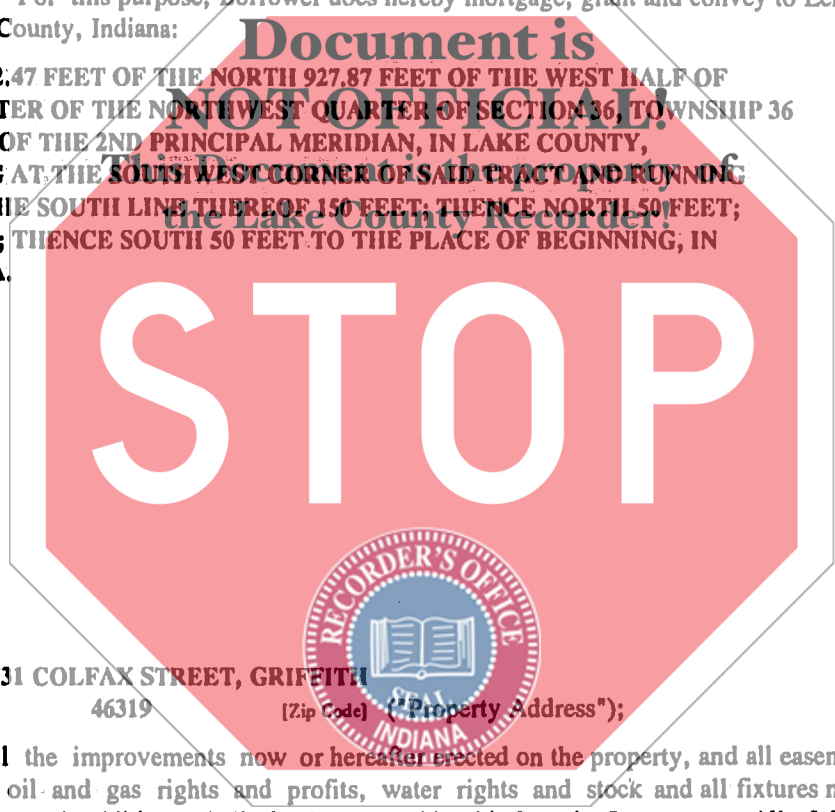 For this purpose, Borrower does hereby mortgage, grant and convey to
County, Indiana:
Document is
.47 FEET OF THE NORTH 927.87 FEET OF THE WEST HALF OF
TER OF THE NORTHWEST QUARTER OF SECTION 36, TOWNSHIP 36
NOT OFFICIAL!
OF THE 2ND PRINCIPAL MERIDIAN, IN LAKE COUNTY,
This Document is the property of
AT THE SOUTHWEST CORNER OF SAID TRACT AND RUNNING
the Lake County Recorder!
HE SOUTH LINE THEREOF 150 FEET; THENCE NORTH 50 FEET;
; THENCE SOUTH 50 FEET TO THE PLACE OF BEGINNING, IN
A.
STOP
RECORDER'S OFFICE
SEAL
INDIANA
31 COLFAX STREET, GRIFFITH
46319 [Zip Code] ("Property Address");
l the improvements now or hereafter erected on the property, and all easem
oil and gas rights and profits, water rights and stock and all fixtures